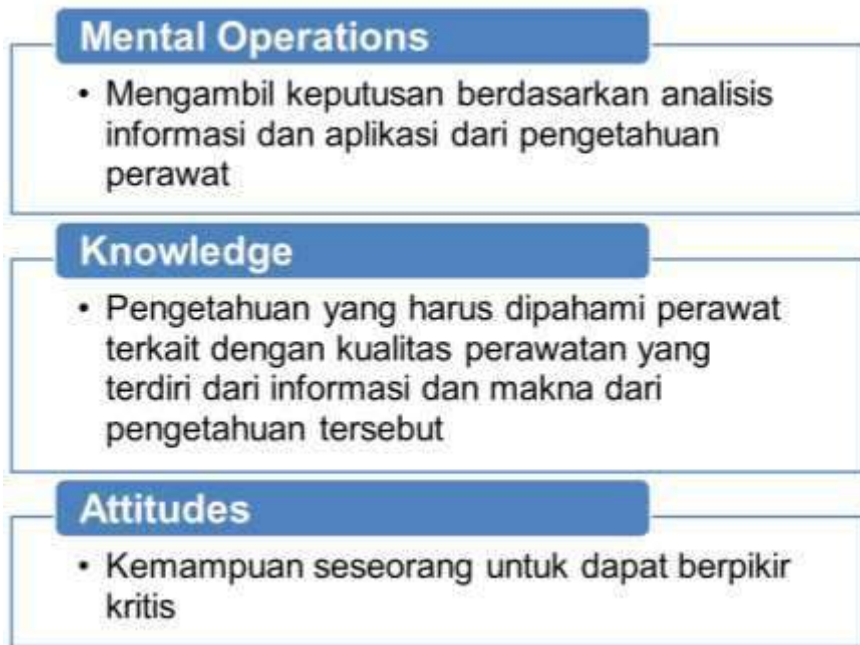 Mental Operations
• Mengambil keputusan berdasarkan analisis
informasi dan aplikasi dari pengetahuan
perawat
Knowledge
• Pengetahuan yang harus dipahami perawat
terkait dengan kualitas perawatan yang
terdiri dari informasi dan makna dari
pengetahuan tersebut
Attitudes
• Kemampuan seseorang untuk dapat berpikir
kritis